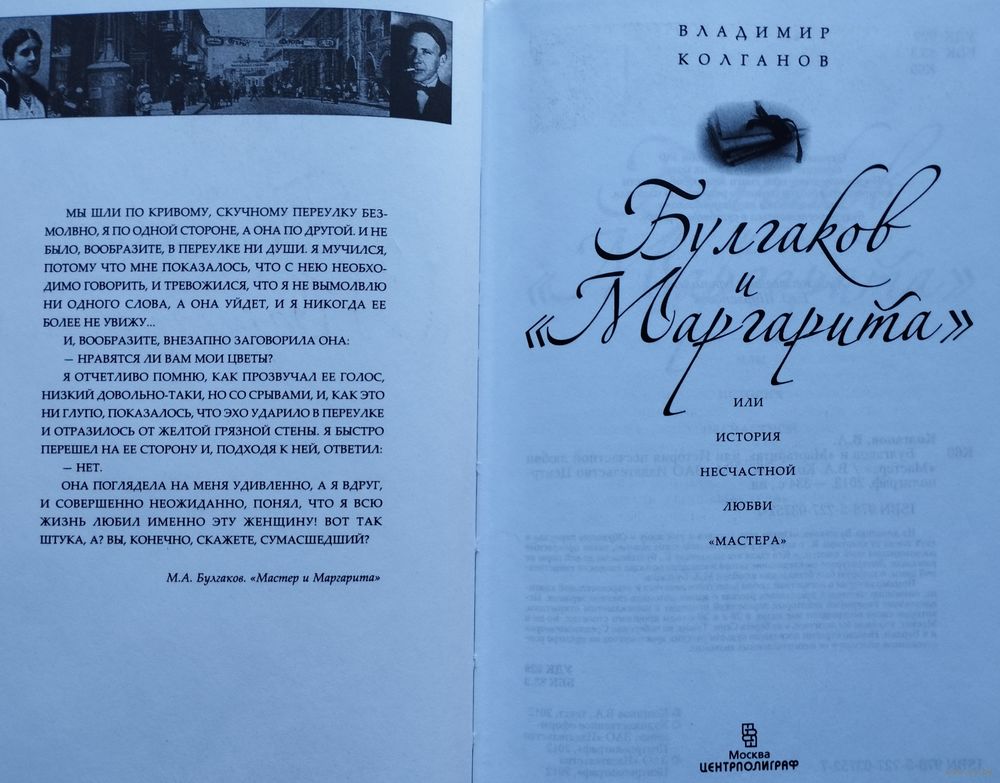 МЫ ШЛИ ПО КРИВОМУ, СКУЧНОМУ ПЕРЕУЛКУ БЕЗ-
МОЛВНО, Я ПО ОДНОЙ СТОРОНЕ, А ОНА ПО ДРУГОЙ. И НЕ
БЫЛО, ВООБРАЗИТЕ, В ПЕРЕУЛКЕ НИ ДУШИ. Я МУЧИЛСЯ,
ПОТОМУ ЧТО МНЕ ПОКАЗАЛОСЬ, ЧТО С НЕЮ НЕОБХО-
ДИМО ГОВОРИТЬ, И ТРЕВОЖИЛСЯ, ЧТО Я НЕ ВЫМОЛВЛЮ
НИ ОДНОГО СЛОВА, А ОНА УЙДЕТ, И Я НИКОГДА ЕЕ
БОЛЕЕ НЕ УВИЖУ...
И, ВООБРАЗИТЕ, ВНЕЗАПНО ЗАГОВОРИЛА ОНА:
— НРАВЯТСЯ ЛИ ВАМ МОИ ЦВЕТЫ?
Я ОТЧЕТЛИВО ПОМНЮ, КАК ПРОЗВУЧАЛ ЕЕ ГОЛОС,
НИЗКИЙ ДОВОЛЬНО-ТАКИ, НО СО СРЫВАМИ, И, КАК ЭТО
НИ ГЛУПО, ПОКАЗАЛОСЬ, ЧТО ЭХО УДАРИЛО В ПЕРЕУЛКЕ
И ОТРАЗИЛОСЬ ОТ ЖЕЛТОЙ ГРЯЗНОЙ СТЕНЫ. Я БЫСТРО
ПЕРЕШЕЛ НА ЕЕ СТОРОНУ И, ПОДХОДЯ К НЕЙ, ОТВЕТИЛ:
— НЕТ.
ОНА ПОГЛЯДЕЛА НА МЕНЯ УДИВЛЕННО, А Я ВДРУГ,
И СОВЕРШЕННО НЕОЖИДАННО, ПОНЯЛ, ЧТО Я ВСЮ
ЖИЗНЬ ЛЮБИЛ ИМЕННО ЭТУ ЖЕНЩИНУ! ВОТ ТАК
ШТУКА, А? ВЫ, КОНЕЧНО, СКАЖЕТЕ, СУМАСШЕДШИЙ?
М.А. Булгаков. «Мастер и Маргарита»
ВЛАДИМИР
КОЛГАНОВ
Булгаков
и
«Маргарита»
ИЛИ
ИСТОРИЯ
НЕСЧАСТНОЙ
ЛЮБВИ
«МАСТЕРА»
Москва
ЦЕНТРПОЛИГРАФ